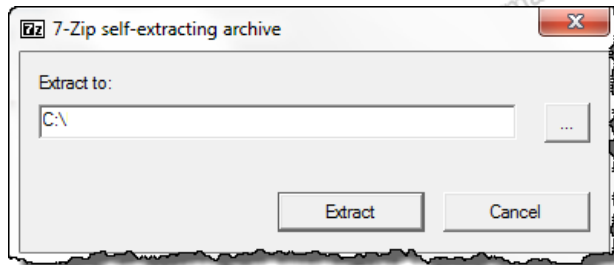 7z 7-Zip self-extracting archive
Extract to:
C:\
...
Extract Cancel